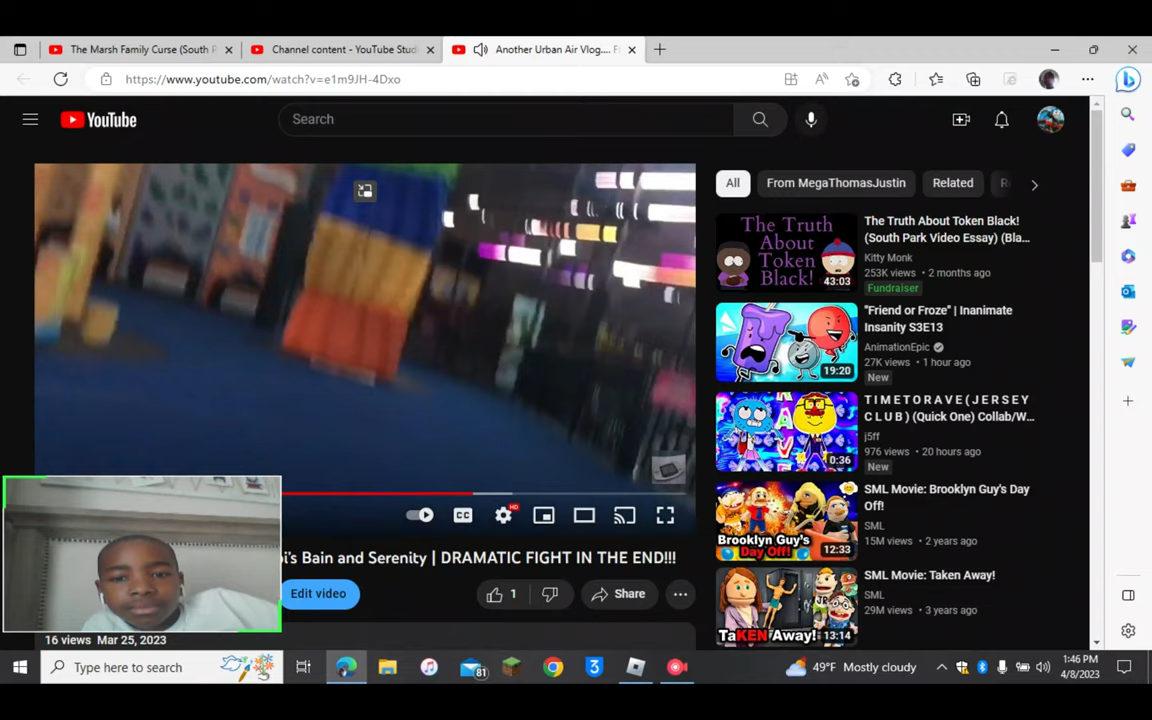 The Marsh Family Curse (South P
Channel content - YouTube Stud
Another Urban Air Vlog.... F
https://www.youtube.com/watch?v=e1m9JH-4Dxo
YouTube
Search
All
From MegaThomasJustin
Related
The Truth About Token Black!
43:03
The Truth About Token Black!
(South Park Video Essay) (Bla...
Kitty Monk
253K views • 2 months ago
Fundraiser
19:20
"Friend or Froze" | Inanimate
Insanity S3E13
AnimationEpic
27K views • 1 hour ago
New
0:36
T I M E T O R A V E ( J E R S E Y
C L U B ) (Quick One) Collab/W...
j5ff
976 views • 20 hours ago
New
Brooklyn Guy's
Day Off!
12:33
SML Movie: Brooklyn Guy's Day
Off!
SML
15M views • 2 years ago
TaKEN Away!
13:14
SML Movie: Taken Away!
SML
29M views • 3 years ago
CC
HD
Bain and Serenity | DRAMATIC FIGHT IN THE END!!!
Edit video
1
Share
16 views Mar 25, 2023
Type here to search
81
3
49°F Mostly cloudy
1:46 PM
4/8/2023